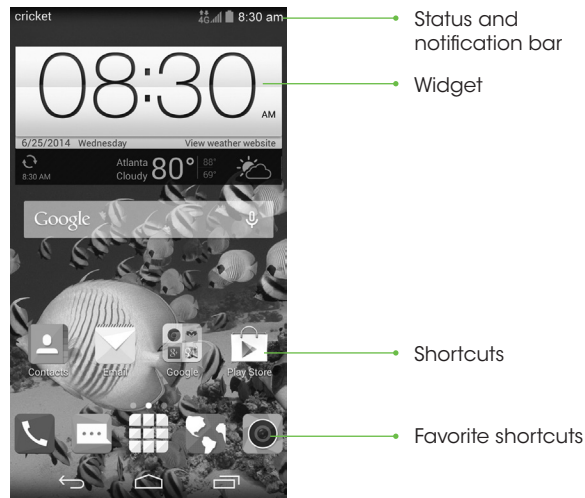 cricket 4G 8:30 am
Status and
notification bar
08:30 AM
Widget
6/25/2014 Wednesday View weather website
Atlanta 80° 88°
8:30 AM Cloudy 69°
Google
Contacts Email Google Play Store
Shortcuts
Favorite shortcuts